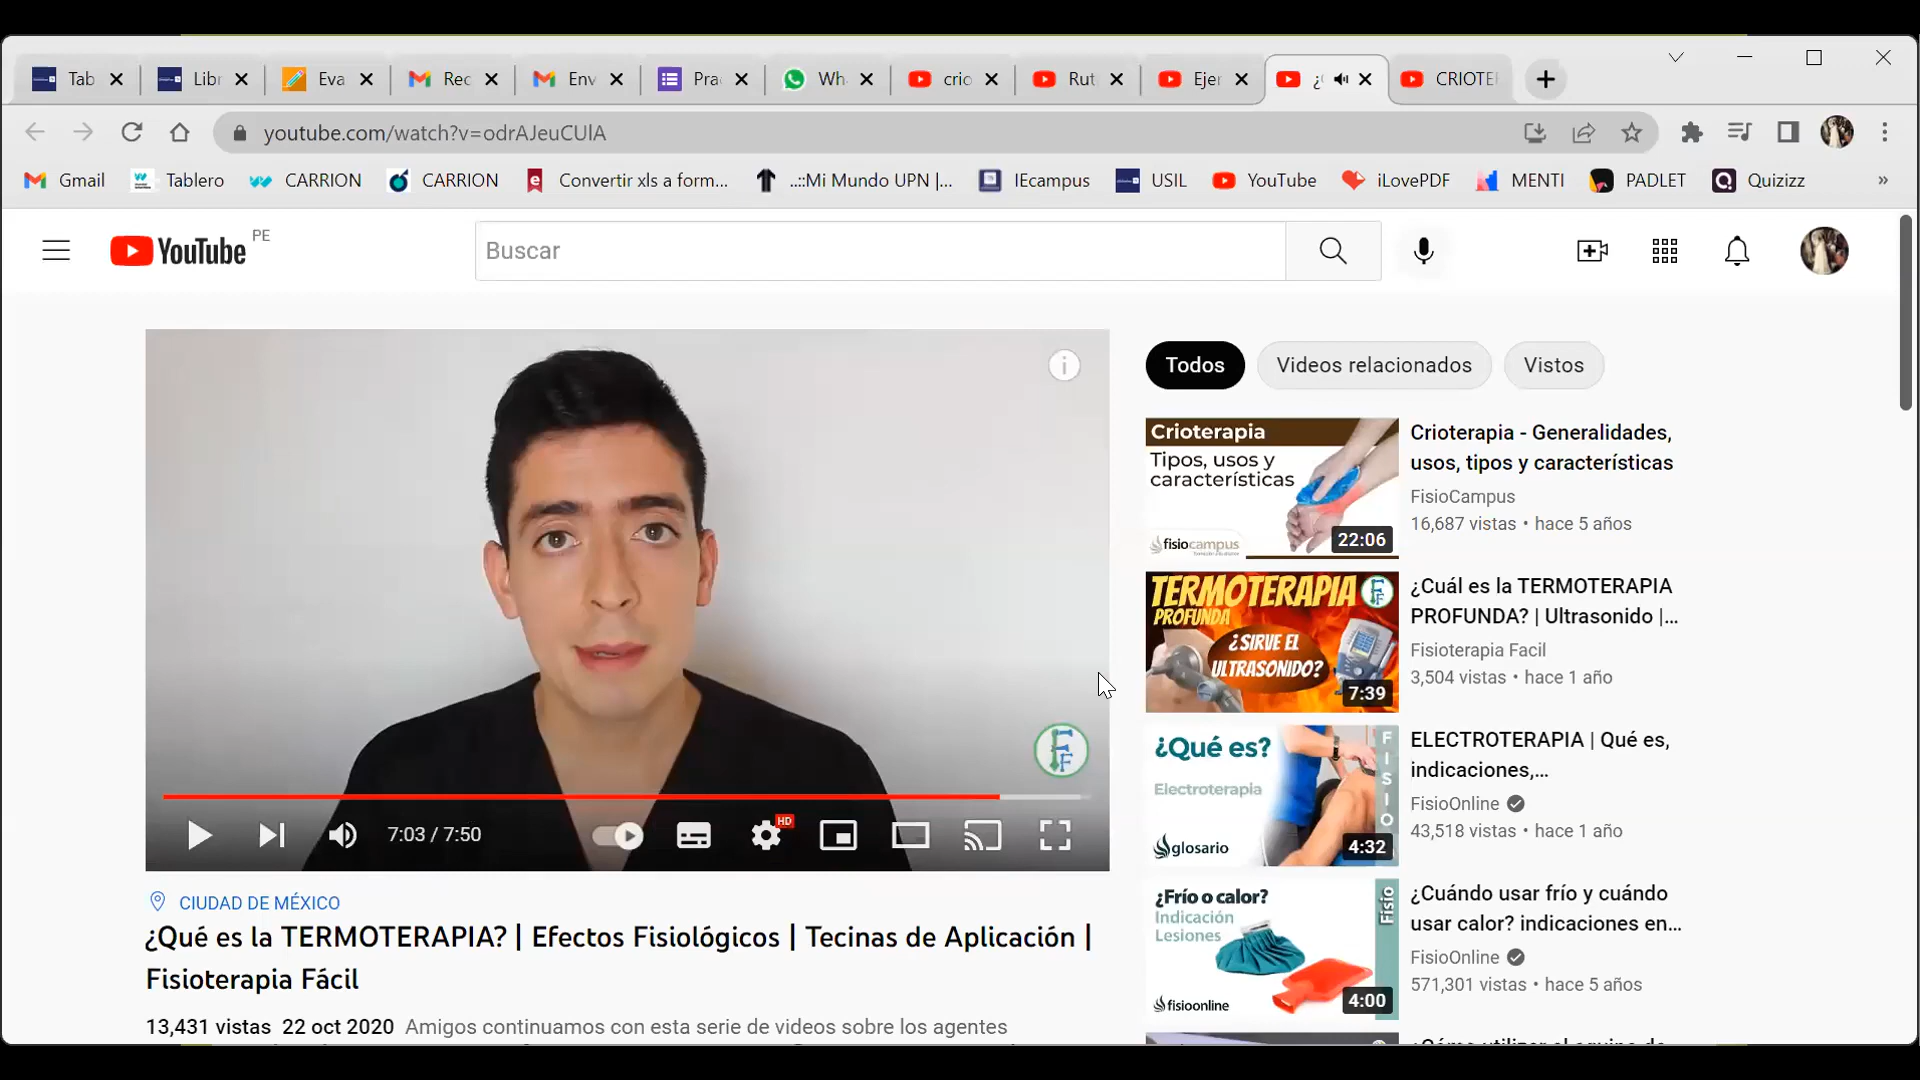 Tab
Libr
Eva
Rec
Env
Pra
Wh
crio
Rut
Ejer
CRIOTE
youtube.com/watch?v=odrAJeuCUlA
Gmail
Tablero
CARRION
CARRION
Convertir xls a form...
..::Mi Mundo UPN |...
IEcampus
USIL
YouTube
iLovePDF
MENTI
PADLET
Quizizz
»
YouTube PE
Buscar
7:03 / 7:50
HD
CIUDAD DE MÉXICO
¿Qué es la TERMOTERAPIA? | Efectos Fisiológicos | Tecinas de Aplicación |
Fisioterapia Fácil
13,431 vistas 22 oct 2020 Amigos continuamos con esta serie de videos sobre los agentes
Todos
Videos relacionados
Vistos
Crioterapia
Tipos, usos y
características
fisiocampus
22:06
Crioterapia - Generalidades,
usos, tipos y características
FisioCampus
16,687 vistas • hace 5 años
TERMOTERAPIA
PROFUNDA
¿SIRVE EL
ULTRASONIDO?
7:39
¿Cuál es la TERMOTERAPIA
PROFUNDA? | Ultrasonido |...
Fisioterapia Facil
3,504 vistas • hace 1 año
¿Qué es?
Electroterapia
glosario
FISIO
4:32
ELECTROTERAPIA | Qué es,
indicaciones,...
FisioOnline
43,518 vistas • hace 1 año
¿Frío o calor?
Indicación
Lesiones
fisioonline
Fisio
4:00
¿Cuándo usar frío y cuándo
usar calor? indicaciones en...
FisioOnline
571,301 vistas • hace 5 años